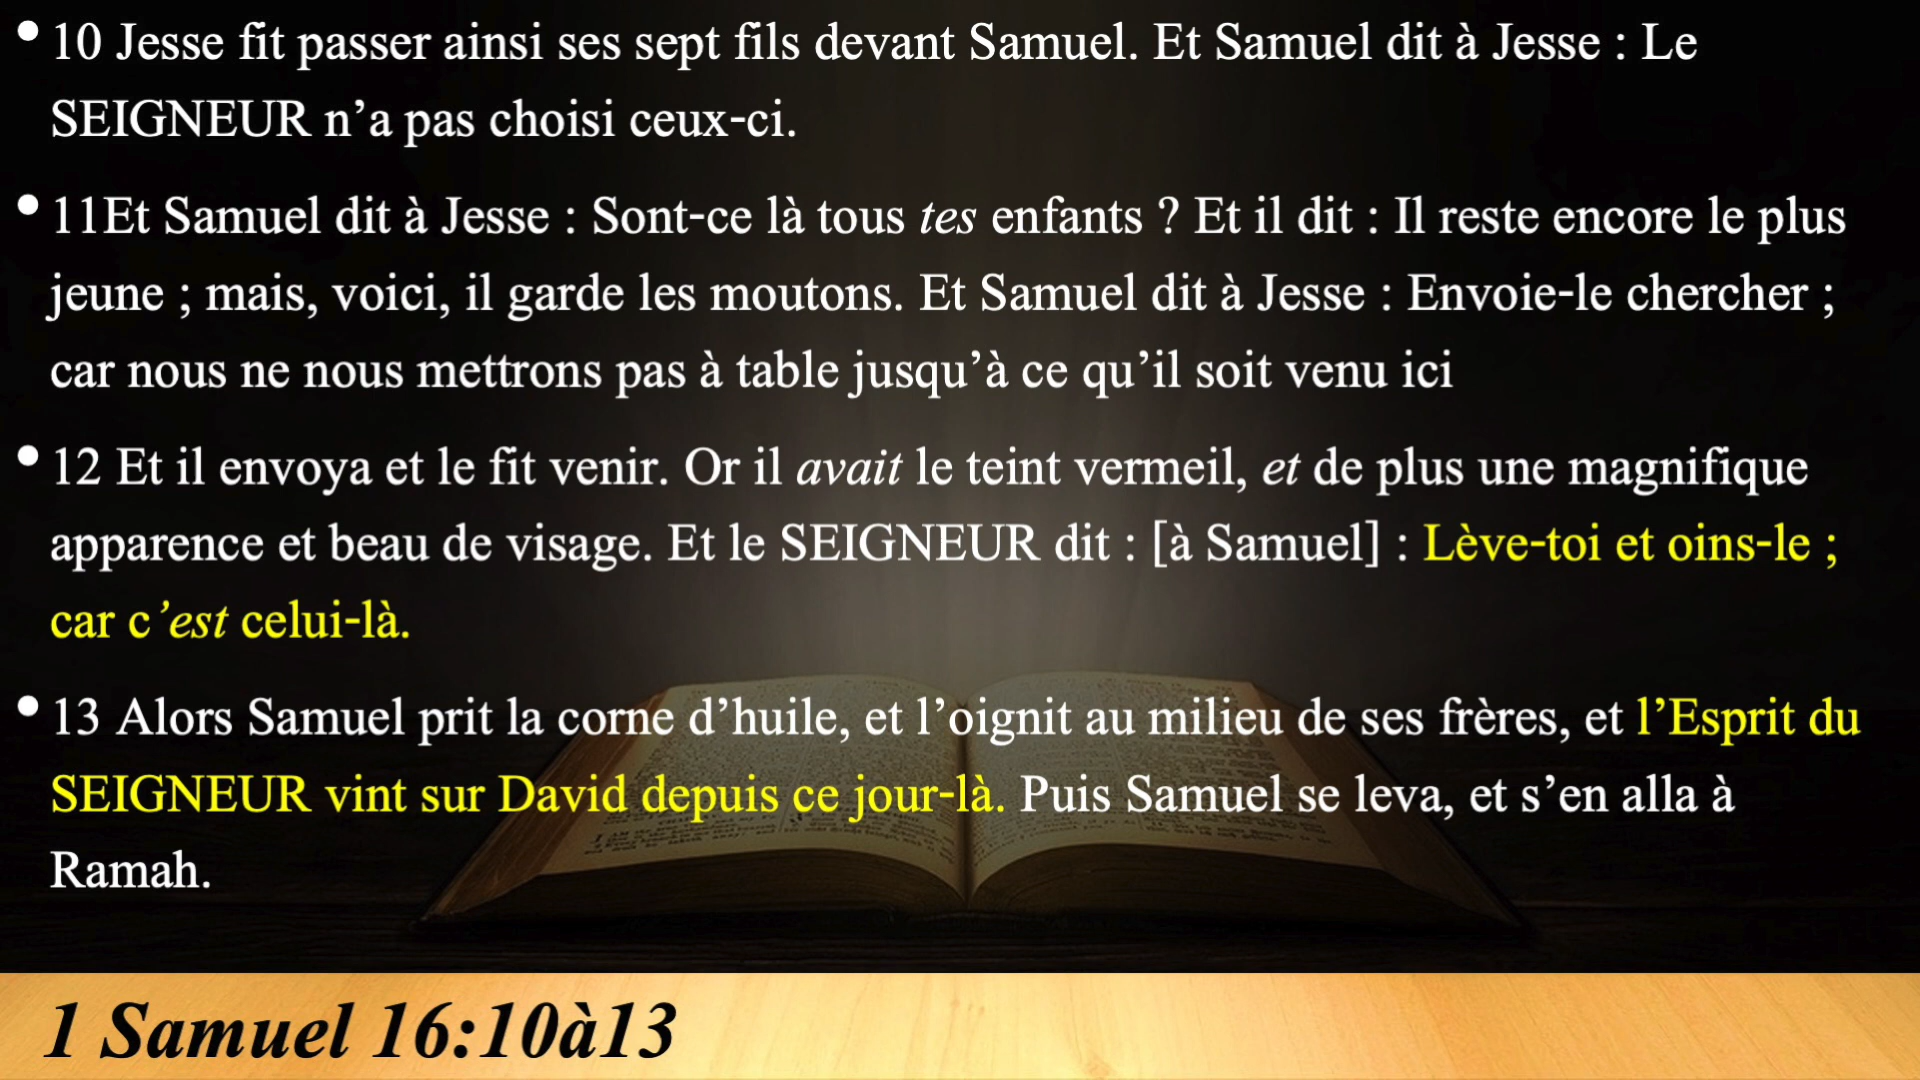 • 10 Jesse fit passer ainsi ses sept fils devant Samuel. Et Samuel dit à Jesse : Le
SEIGNEUR n’a pas choisi ceux-ci.
• 11Et Samuel dit à Jesse : Sont-ce là tous tes enfants ? Et il dit : Il reste encore le plus
jeune ; mais, voici, il garde les moutons. Et Samuel dit à Jesse : Envoie-le chercher ;
car nous ne nous mettrons pas à table jusqu’à ce qu’il soit venu ici
• 12 Et il envoya et le fit venir. Or il avait le teint vermeil, et de plus une magnifique
apparence et beau de visage. Et le SEIGNEUR dit : [à Samuel] : Lève-toi et oins-le ;
car c’est celui-là.
• 13 Alors Samuel prit la corne d’huile, et l’oignit au milieu de ses frères, et l’Esprit du
SEIGNEUR vint sur David depuis ce jour-là. Puis Samuel se leva, et s’en alla à
Ramah.
1 Samuel 16:10à13